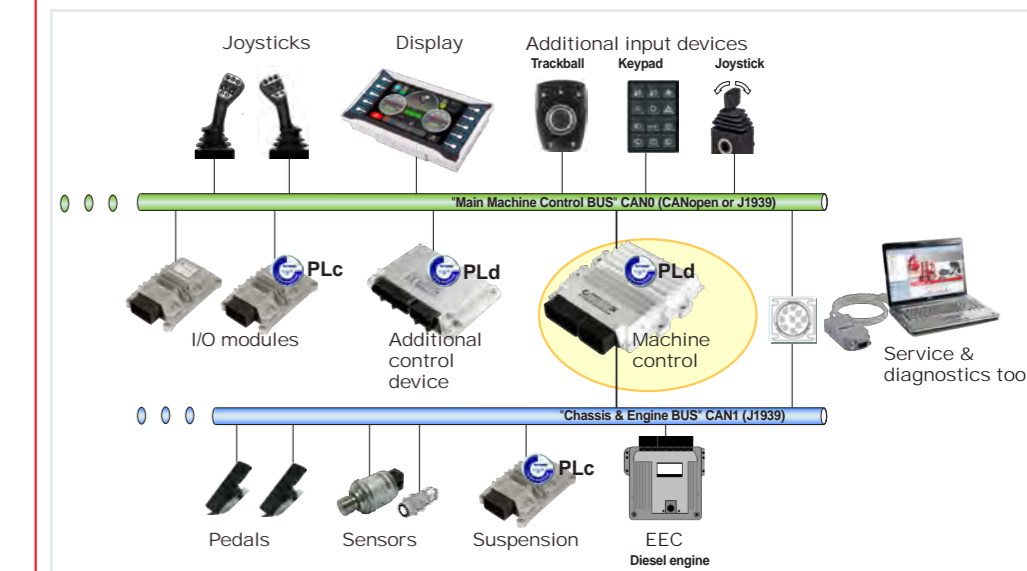 Joysticks
Display
Additional input devices
Trackball
Keypad
Joystick
"Main Machine Control BUS" CAN0 (CANopen or J1939)
PLc
PLd
PLd
I/O modules
Additional
control
device
Machine
control
Service &
diagnostics too
"Chassis & Engine BUS" CAN1 (J1939)
PLc
Pedals
Sensors
Suspension
EEC
Diesel engine